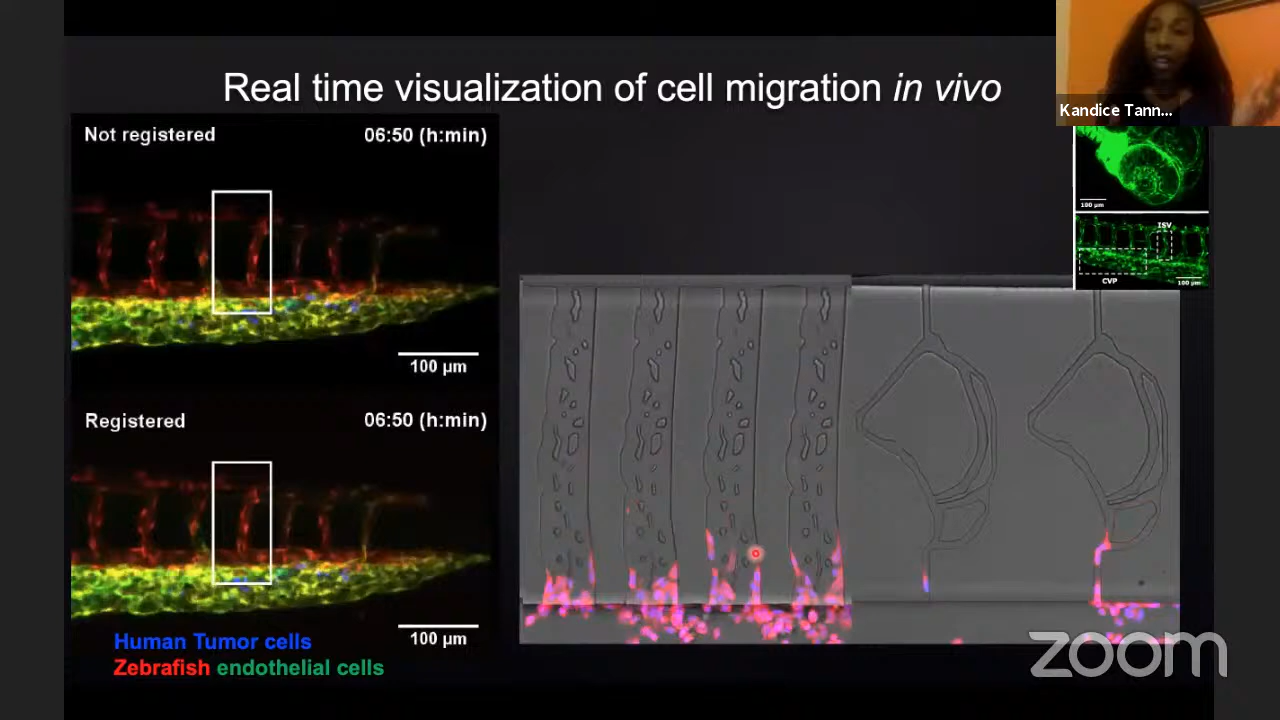 Real time visualization of cell migration in vivo
Kandice Tann...
Not registered
06:50 (h:min)
100 µm
ISV
CVP
100 µm
100 µm
Registered
06:50 (h:min)
100 µm
Human Tumor cells
Zebrafish endothelial cells
zoom